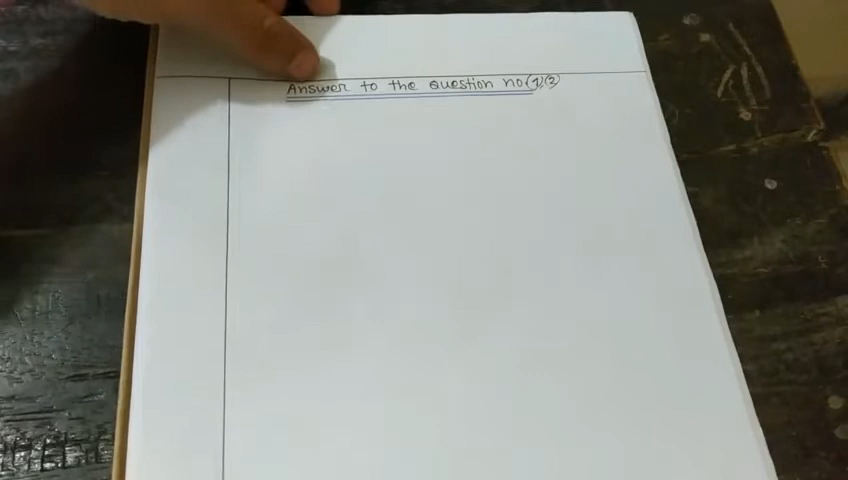 Answer to the Question no (1)(2)